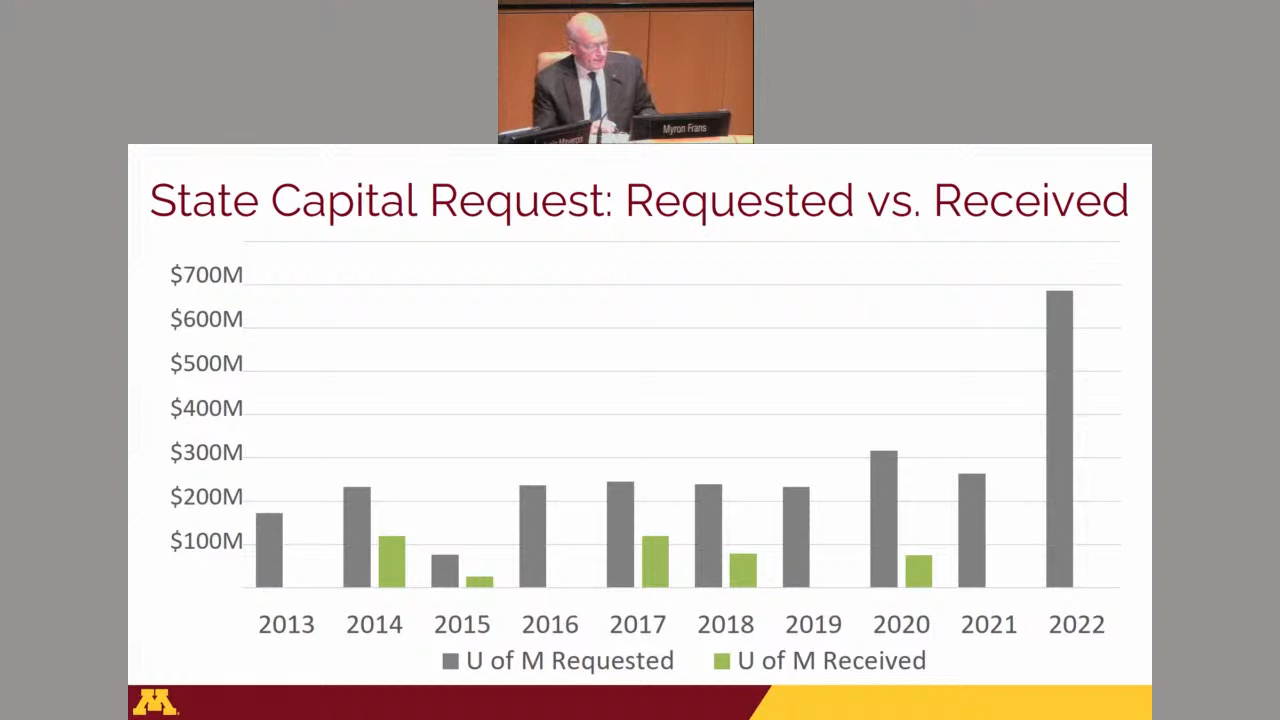 Myron Frans
State Capital Request: Requested vs. Received
$700M
$600M
$500M
$400M
$300M
$200M
$100M
2013 2014 2015 2016 2017 2018 2019 2020 2021 2022
U of M Requested U of M Received
M